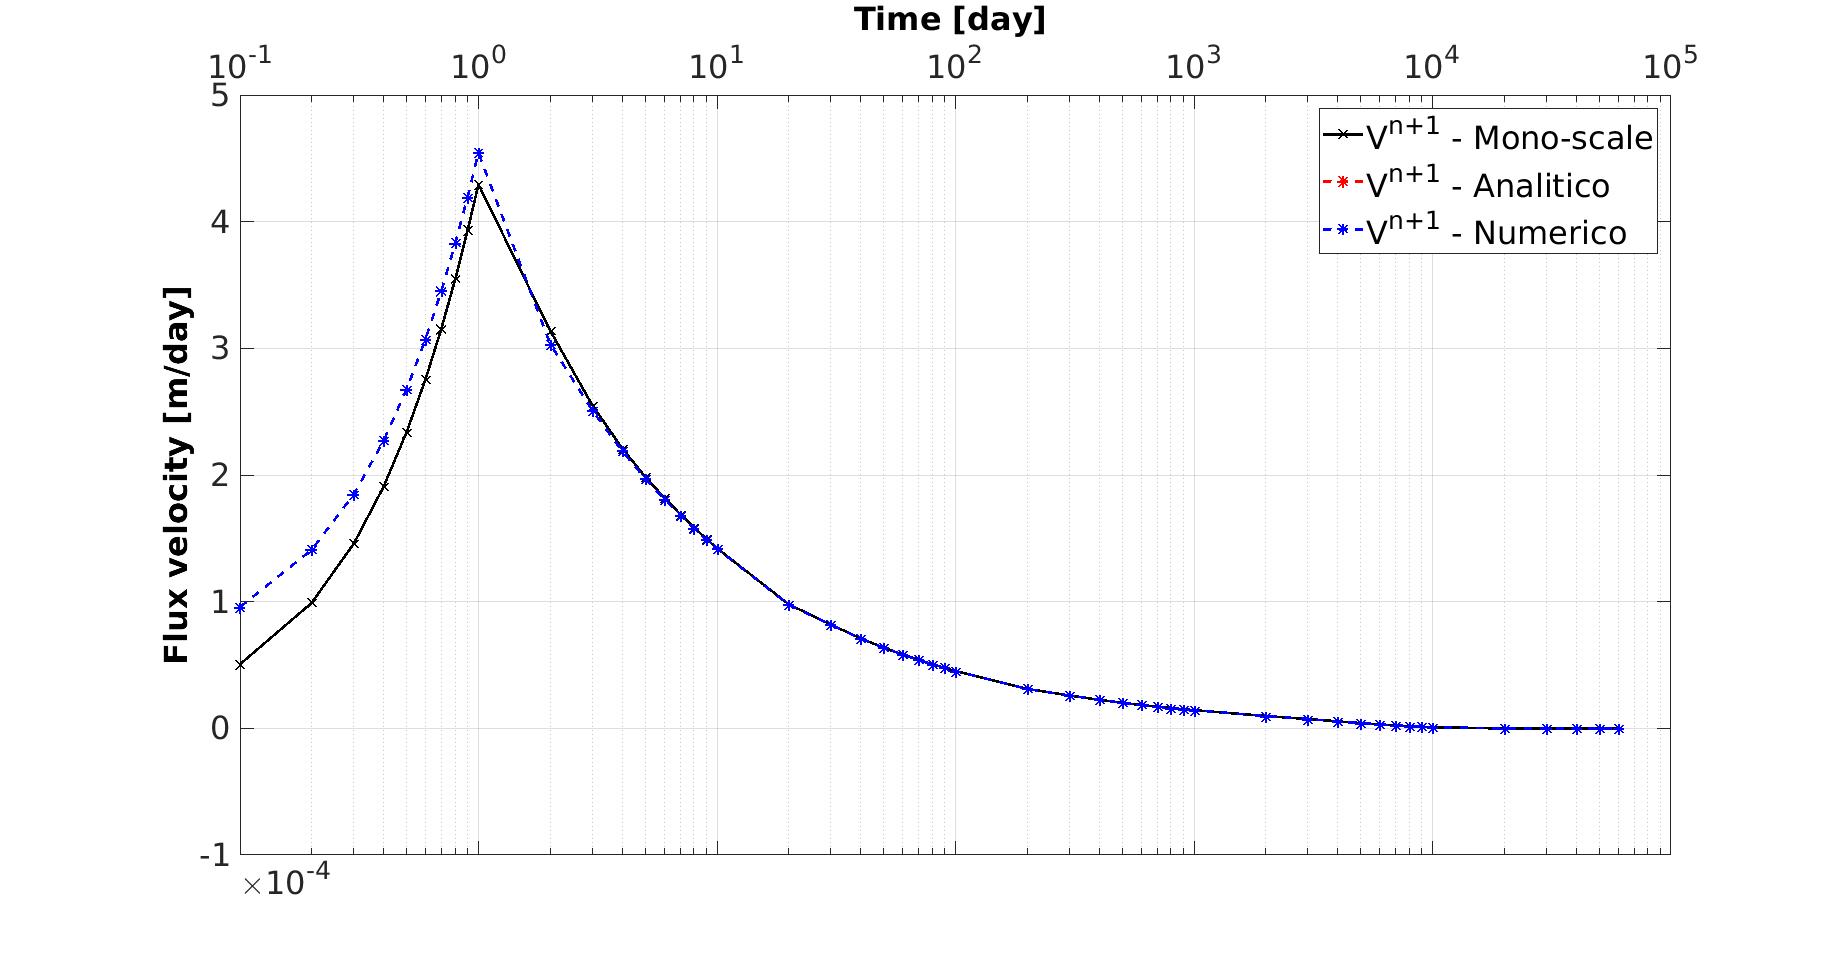 Time [day]
10^-1 10^0 10^1 10^2 10^3 10^4 10^5
5
4
3
2
1
0
-1
Flux velocity [m/day]
×10^-4
V^n+1 - Mono-scale
V^n+1 - Analitico
V^n+1 - Numerico